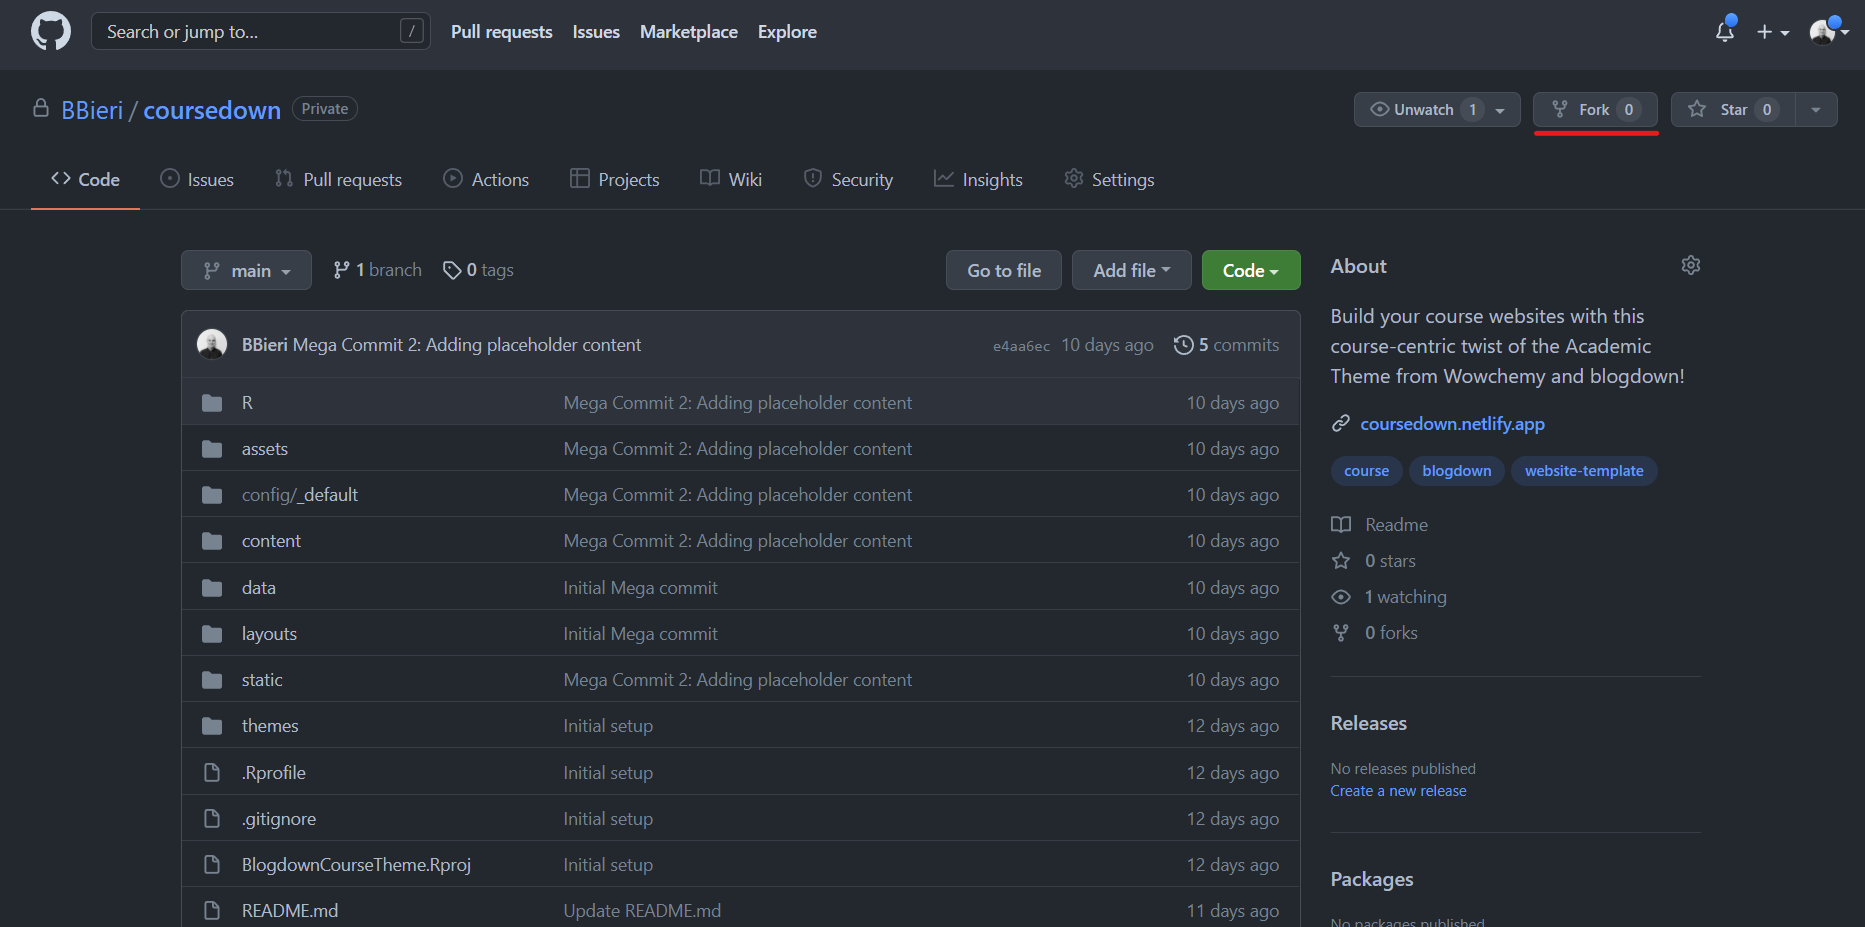 Search or jump to... /
Pull requests Issues Marketplace Explore
BBieri / coursedown Private
Unwatch 1 Fork 0 Star 0
Code Issues Pull requests Actions Projects Wiki Security Insights Settings
main 1 branch 0 tags Go to file Add file Code
BBieri Mega Commit 2: Adding placeholder content e4aa6ec 10 days ago 5 commits
R Mega Commit 2: Adding placeholder content 10 days ago
assets Mega Commit 2: Adding placeholder content 10 days ago
config/_default Mega Commit 2: Adding placeholder content 10 days ago
content Mega Commit 2: Adding placeholder content 10 days ago
data Initial Mega commit 10 days ago
layouts Initial Mega commit 10 days ago
static Mega Commit 2: Adding placeholder content 10 days ago
themes Initial setup 12 days ago
.Rprofile Initial setup 12 days ago
.gitignore Initial setup 12 days ago
BlogdownCourseTheme.Rproj Initial setup 12 days ago
README.md Update README.md 11 days ago
About
Build your course websites with this
course-centric twist of the Academic
Theme from Wowchemy and blogdown!
coursedown.netlify.app
course blogdown website-template
Readme
0 stars
1 watching
0 forks
Releases
No releases published
Create a new release
Packages
No packages published